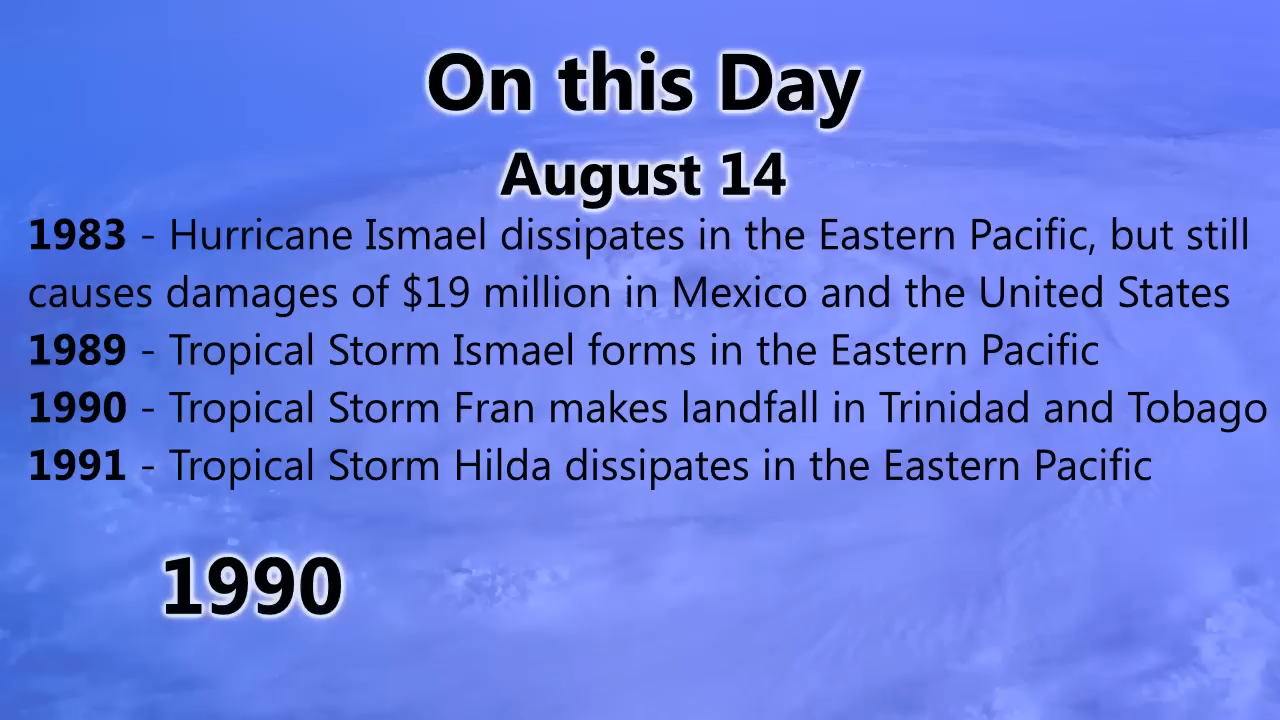 On this Day
August 14
1983 - Hurricane Ismael dissipates in the Eastern Pacific, but still
causes damages of $19 million in Mexico and the United States
1989 - Tropical Storm Ismael forms in the Eastern Pacific
1990 - Tropical Storm Fran makes landfall in Trinidad and Tobago
1991 - Tropical Storm Hilda dissipates in the Eastern Pacific
1990